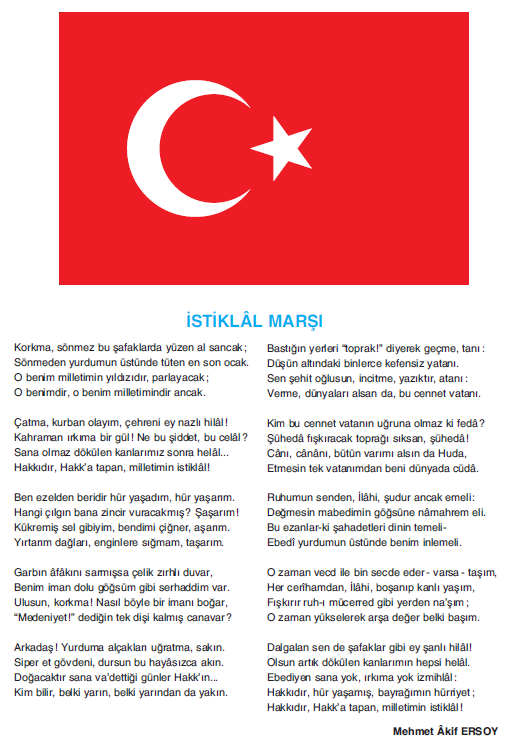 İSTİKLÂL MARŞI
Korkma, sönmez bu şafaklarda yüzen al sancak;
Sönmeden yurdumun üstünde tüten en son ocak.
O benim milletimin yıldızıdır, parlayacak;
O benimdir, o benim milletimindir ancak.
Çatma, kurban olayım, çehreni ey nazlı hilâl!
Kahraman ırkıma bir gül! Ne bu şiddet, bu celâl?
Sana olmaz dökülen kanlarımız sonra helâl...
Hakkıdır, Hakk'a tapan, milletimin istiklâl!
Ben ezelden beridir hür yaşadım, hür yaşarım.
Hangi çılgın bana zincir vuracakmış? Şaşarım!
Kükremiş sel gibiyim, bendimi çiğner, aşarım.
Yırtarım dağları, enginlere sığmam, taşarım.
Garbın âfâkını sarmışsa çelik zırhlı duvar,
Benim iman dolu göğsüm gibi serhaddim var.
Ulusun, korkma! Nasıl böyle bir imanı boğar,
“Medeniyet!” dediğin tek dişi kalmış canavar?
Arkadaş! Yurduma alçakları uğratma, sakın.
Siper et gövdeni, dursun bu hayâsızca akın.
Doğacaktır sana va'dettiği günler Hakk'ın...
Kim bilir, belki yarın, belki yarından da yakın.
Bastığın yerleri “toprak!” diyerek geçme, tanı:
Düşün altındaki binlerce kefensiz yatanı.
Sen şehit oğlusun, incitme, yazıktır, atanı:
Verme, dünyaları alsan da, bu cennet vatanı.
Kim bu cennet vatanın uğruna olmaz ki fedâ?
Şühedâ fışkıracak toprağı sıksan, şühedâ!
Cânı, cânânı, bütün varımı alsın da Huda,
Etmesin tek vatanımdan beni dünyada cüdâ.
Ruhumun senden, İlâhi, şudur ancak emeli:
Değmesin mabedimin göğsüne nâmahrem eli.
Bu ezanlar-ki şahadetleri dinin temeli-
Ebedî yurdumun üstünde benim inlemeli.
O zaman vecd ile bin secde eder- varsa- taşım,
Her cerîhamdan, İlâhi, boşanıp kanlı yaşım,
Fışkırır ruh-ı mücerred gibi yerden na'şım;
O zaman yükselerek arşa değer belki başım.
Dalgalan sen de şafaklar gibi ey şanlı hilâl!
Olsun artık dökülen kanlarımın hepsi helâl.
Ebediyen sana yok, ırkıma yok izmihlâl:
Hakkıdır, hür yaşamış, bayrağımın hürriyet;
Hakkıdır, Hakk'a tapan, milletimin istiklâl!
Mehmet Âkif ERSOY